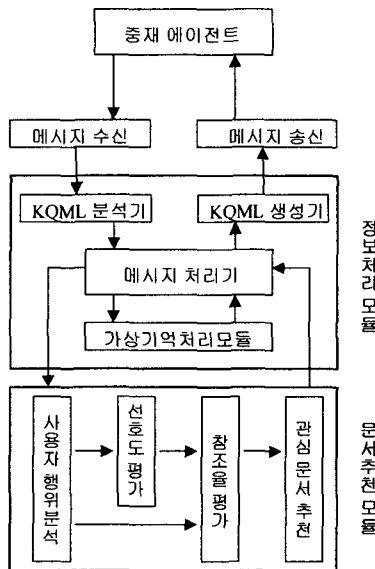 중재 에이전트
메시지 수신
메시지 송신
KQML 분석기
KQML 생성기
메시지 처리기
가상기억처리모듈
정보처리모듈
사용자 행위분석
선호도 평가
참조율 평가
관심 문서 추천
문서추천모듈